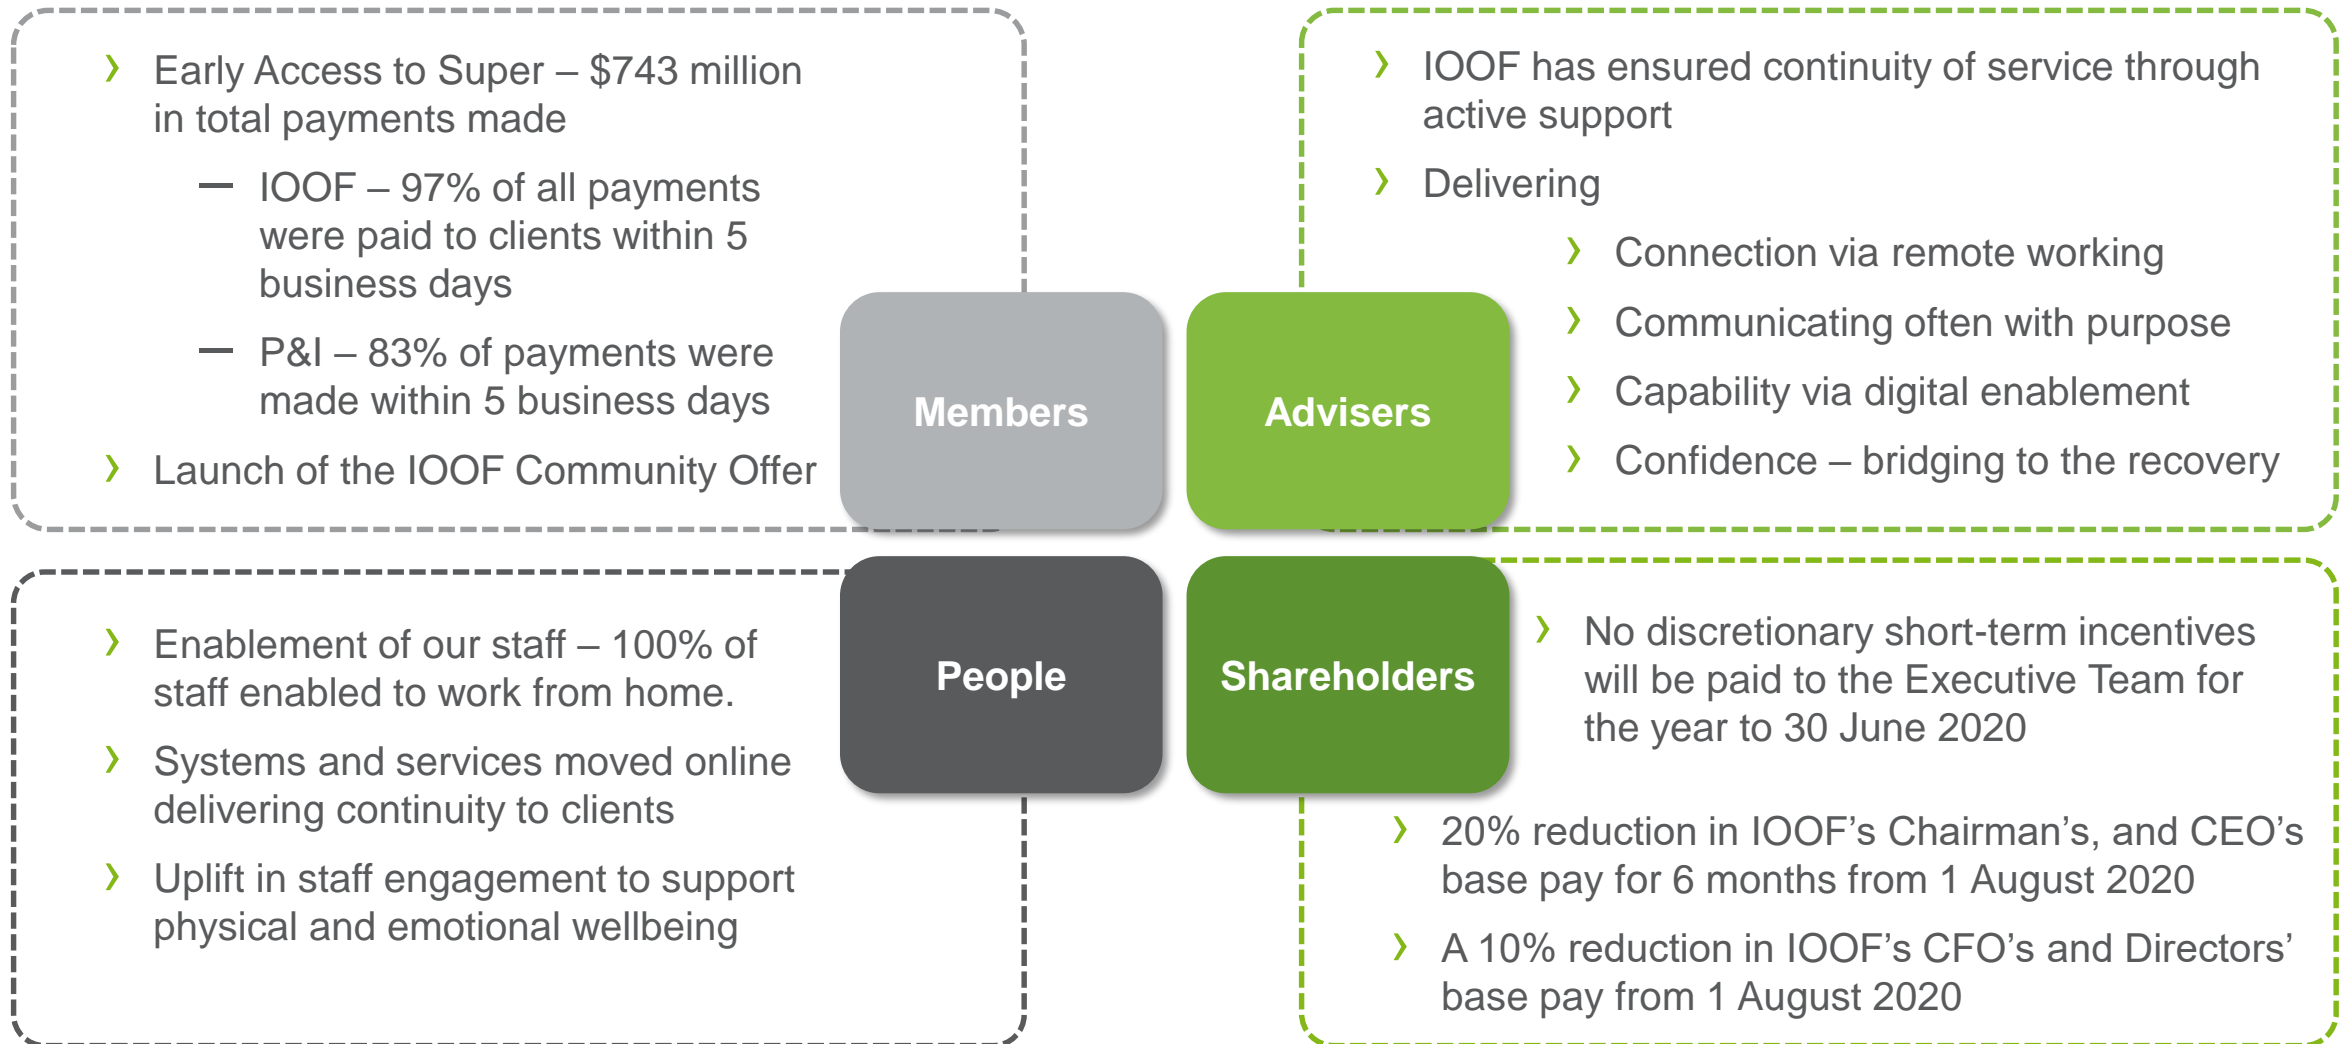 › Early Access to Super – $743 million
in total payments made
— IOOF – 97% of all payments
were paid to clients within 5
business days
— P&I – 83% of payments were
made within 5 business days
› Launch of the IOOF Community Offer
Members
› IOOF has ensured continuity of service through
active support
› Delivering
› Connection via remote working
› Communicating often with purpose
› Capability via digital enablement
› Confidence – bridging to the recovery
Advisers
› Enablement of our staff – 100% of
staff enabled to work from home.
› Systems and services moved online
delivering continuity to clients
› Uplift in staff engagement to support
physical and emotional wellbeing
People
Shareholders
› No discretionary short-term incentives
will be paid to the Executive Team for
the year to 30 June 2020
› 20% reduction in IOOF’s Chairman’s, and CEO’s
base pay for 6 months from 1 August 2020
› A 10% reduction in IOOF’s CFO’s and Directors’
base pay from 1 August 2020